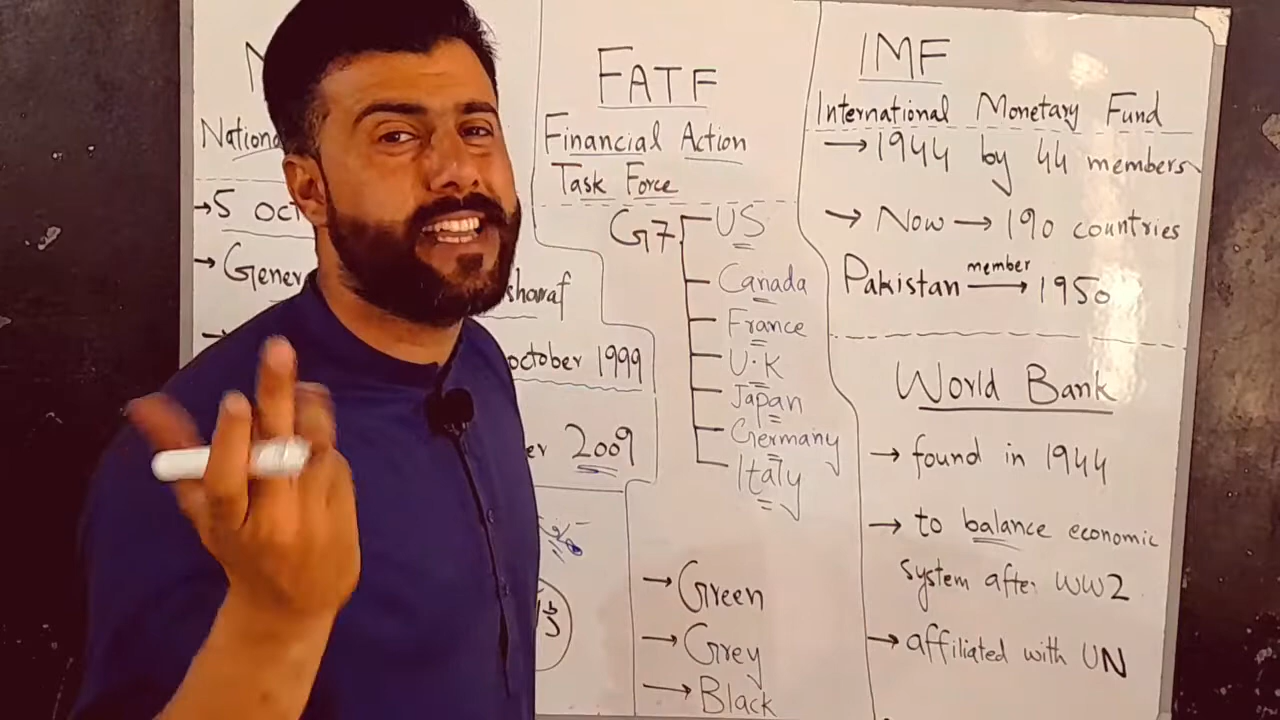 N
Nationa
→5 oct
→ Gener
sharraf
october 1999
er 2009
FATF
Financial Action
Task Force
G7
US
Canada
France
U.K
Japan
Germany
Italy
→ Green
→ Grey
→ Black
IMF
International Monetary Fund
→ 1944 by 44 members
→ Now → 190 countries
Pakistan member → 1950
World Bank
→ found in 1944
→ to balance economic
system after WW2
→ affiliated with UN